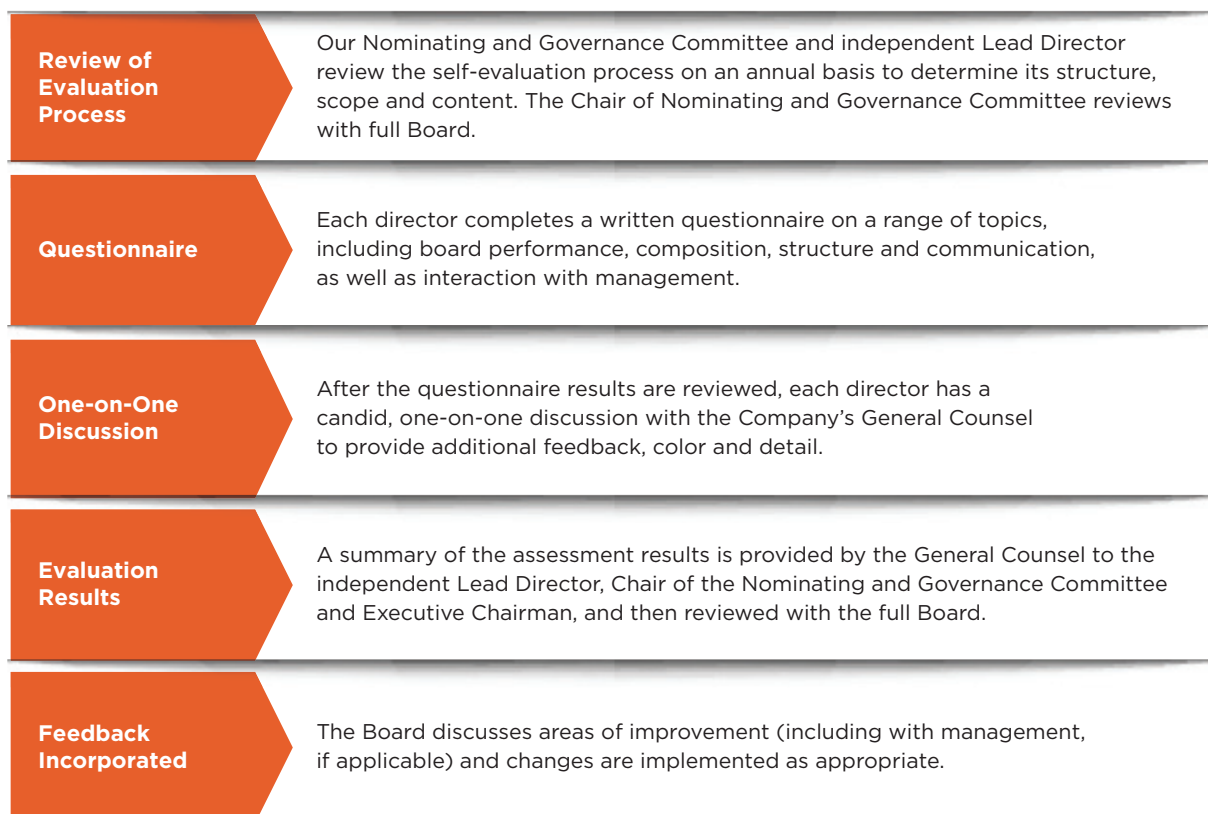 Review of
Evaluation
Process
Our Nominating and Governance Committee and independent Lead Director
review the self-evaluation process on an annual basis to determine its structure,
scope and content. The Chair of Nominating and Governance Committee reviews
with full Board.
Questionnaire
Each director completes a written questionnaire on a range of topics,
including board performance, composition, structure and communication,
as well as interaction with management.
One-on-One
Discussion
After the questionnaire results are reviewed, each director has a
candid, one-on-one discussion with the Company’s General Counsel
to provide additional feedback, color and detail.
Evaluation
Results
A summary of the assessment results is provided by the General Counsel to the
independent Lead Director, Chair of the Nominating and Governance Committee
and Executive Chairman, and then reviewed with the full Board.
Feedback
Incorporated
The Board discusses areas of improvement (including with management,
if applicable) and changes are implemented as appropriate.